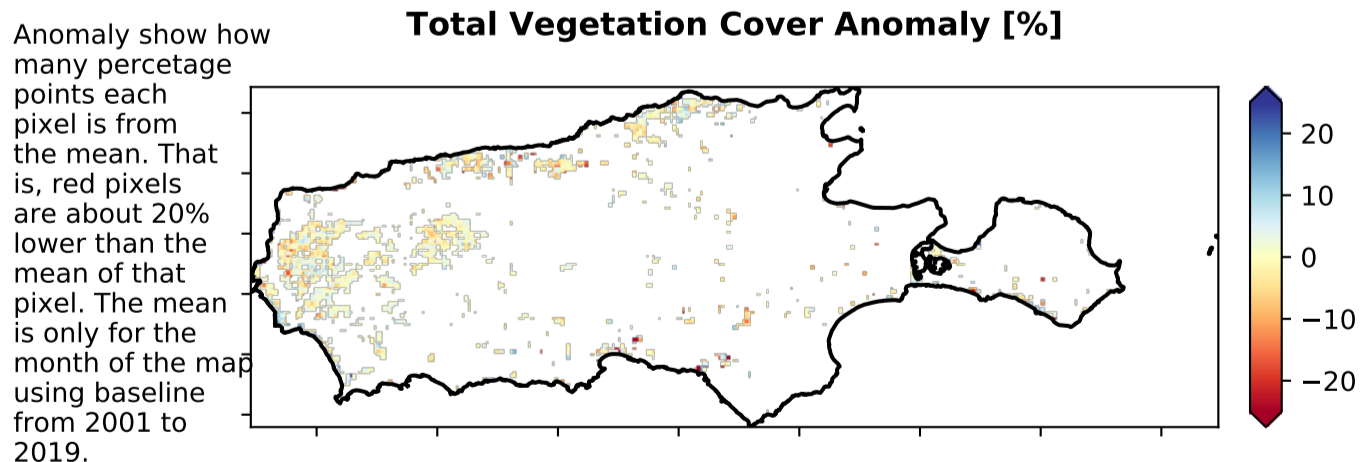 Total Vegetation Cover Anomaly [%]
Anomaly show how
many percetage
points each
pixel is from
the mean. That
is, red pixels
are about 20%
lower than the
mean of that
pixel. The mean
is only for the
month of the map
using baseline
from 2001 to
2019.
20
10
0
−10
−20